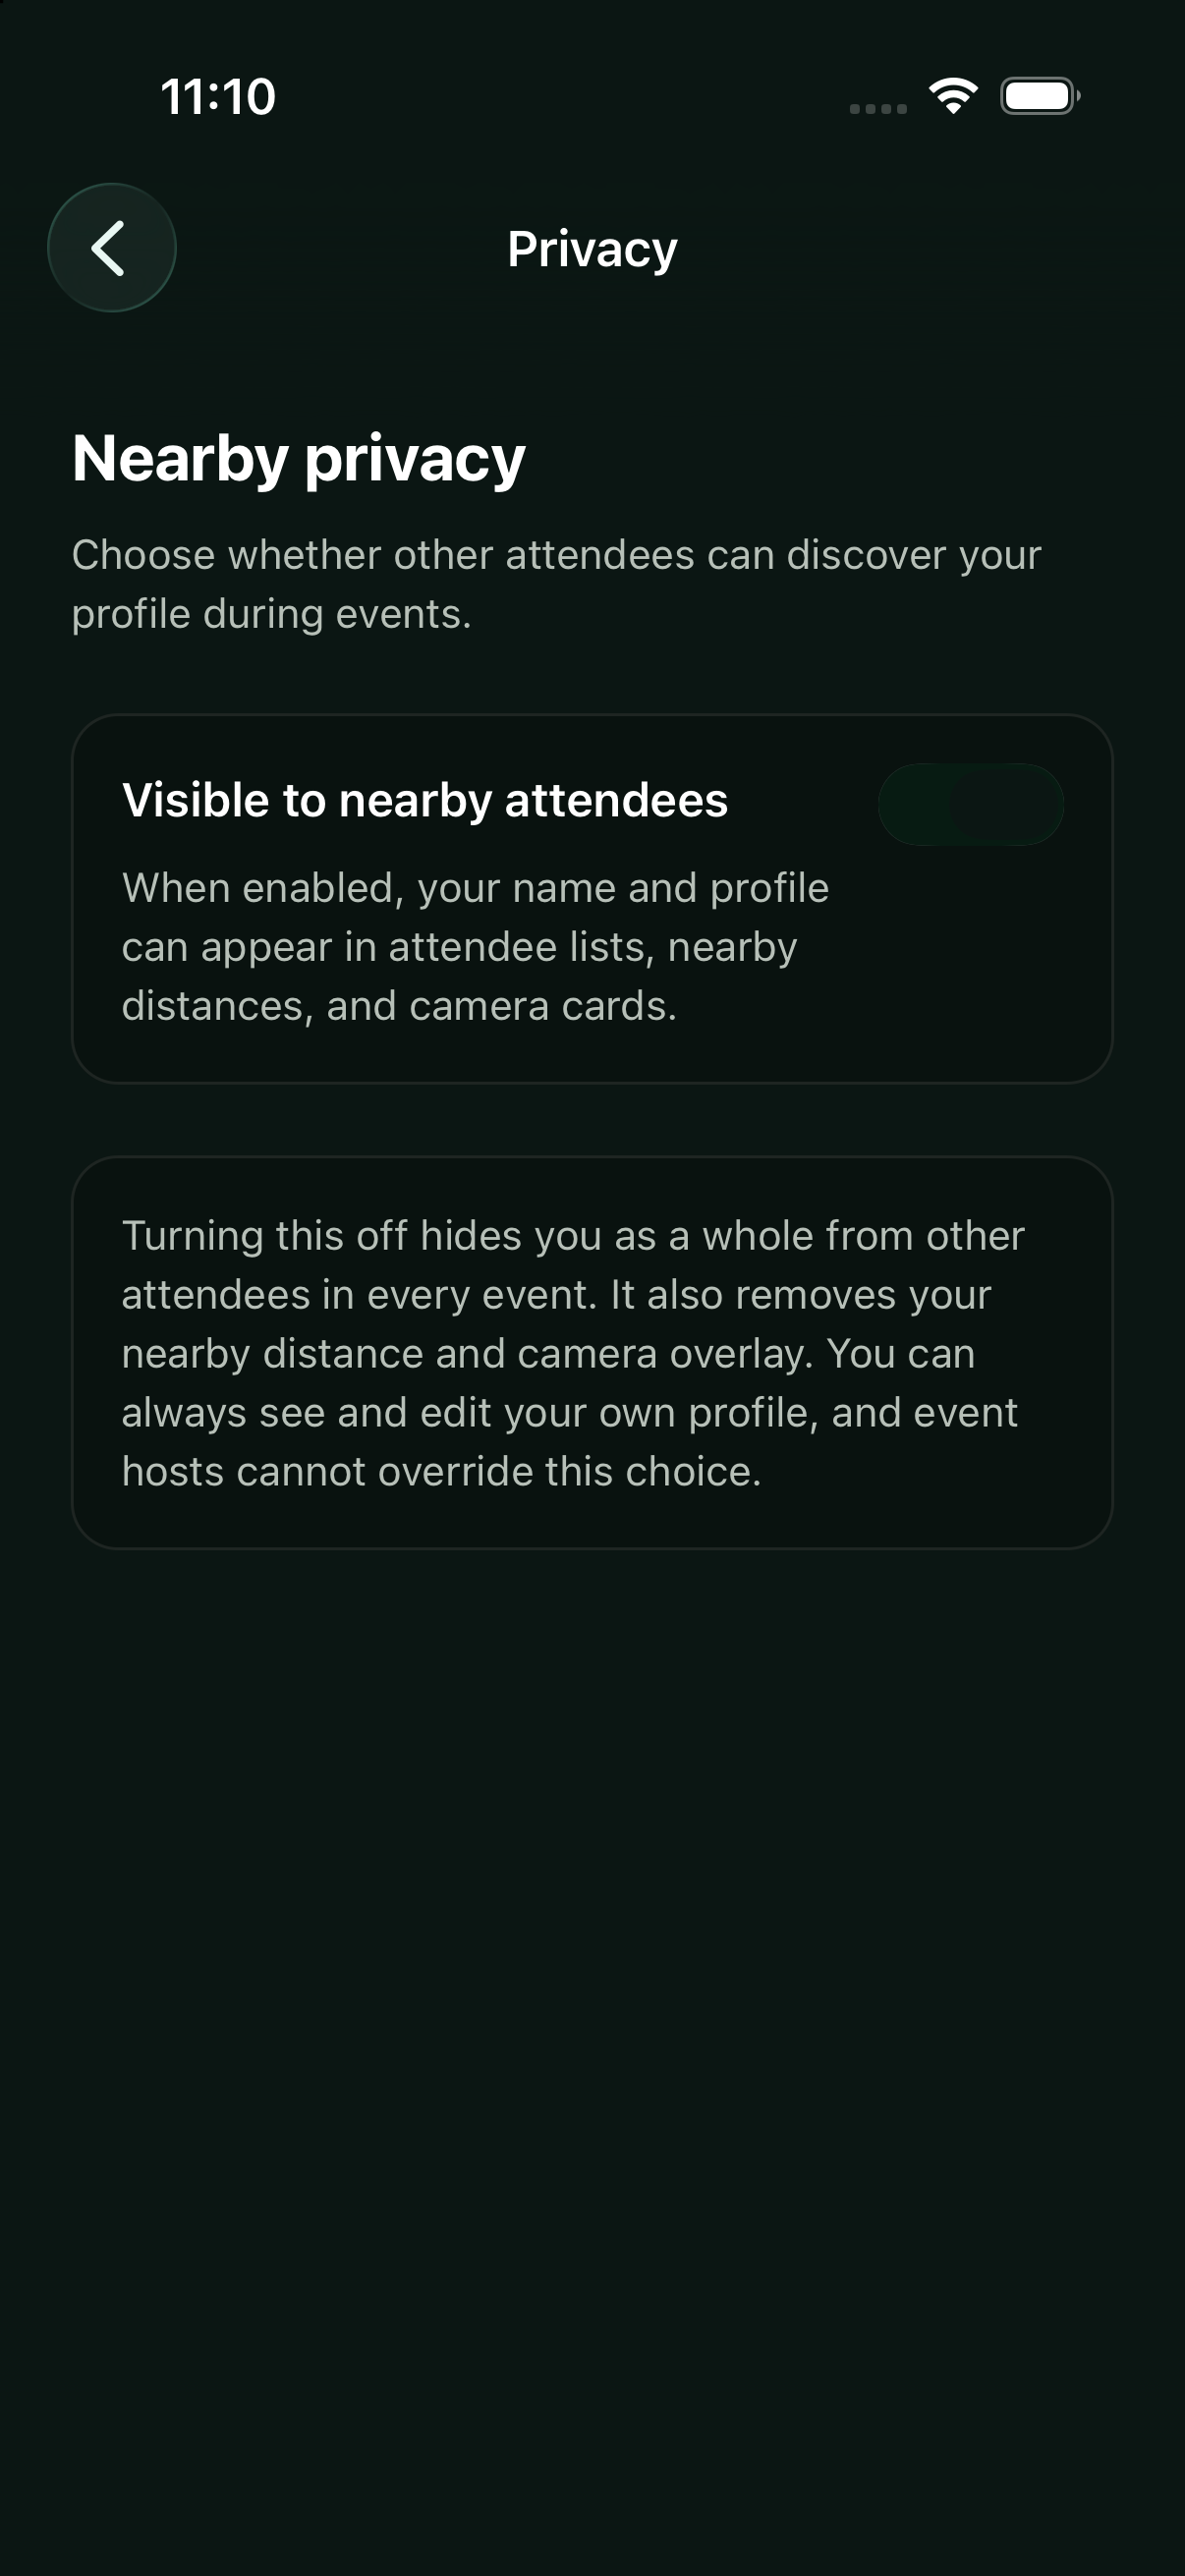 11:10
Privacy
Nearby privacy
Choose whether other attendees can discover your
profile during events.
Visible to nearby attendees
When enabled, your name and profile
can appear in attendee lists, nearby
distances, and camera cards.
Turning this off hides you as a whole from other
attendees in every event. It also removes your
nearby distance and camera overlay. You can
always see and edit your own profile, and event
hosts cannot override this choice.